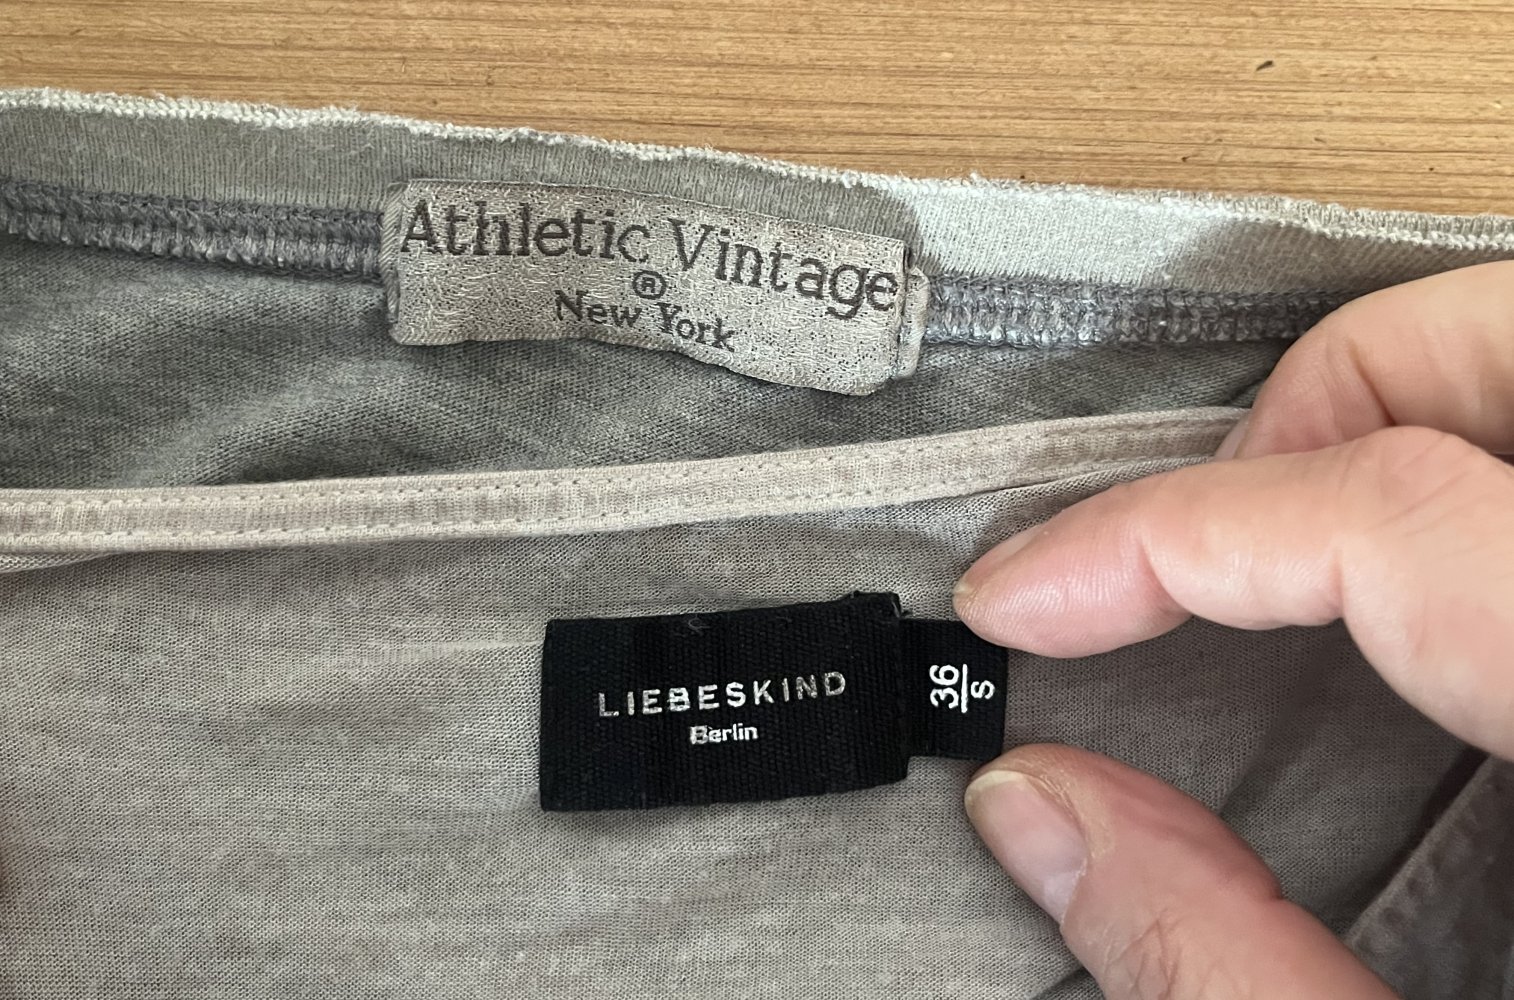 Athletic Vintage
®
New York
LIEBESKIND
Berlin
36
S